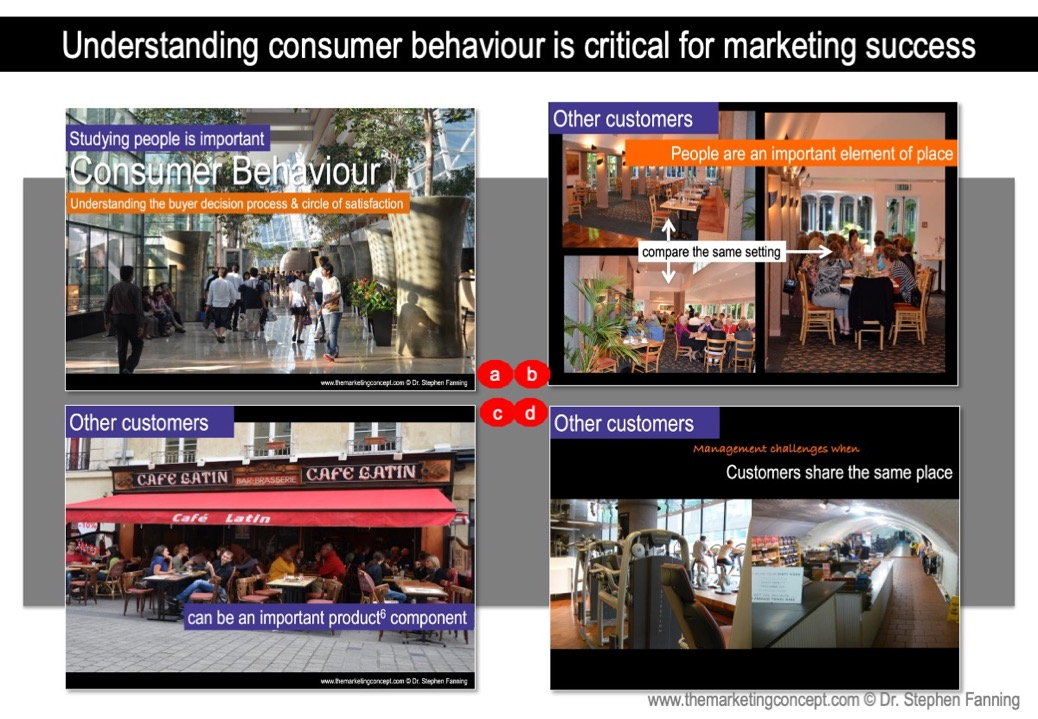 Understanding consumer behaviour is critical for marketing success
Studying people is important
Consumer Behaviour
Understanding the buyer decision process & circle of satisfaction
www.themarketingconcept.com © Dr. Stephen Fanning
Other customers
People are an important element of place
compare the same setting
EXIT
a b
c d
Other customers
CAFE LATIN
BAR-BRASSERIE
CAFE LATIN
Café Latin
can be an important product⁶ component
www.themarketingconcept.com © Dr. Stephen Fanning
Other customers
Management challenges when
Customers share the same place
www.themarketingconcept.com © Dr. Stephen Fanning